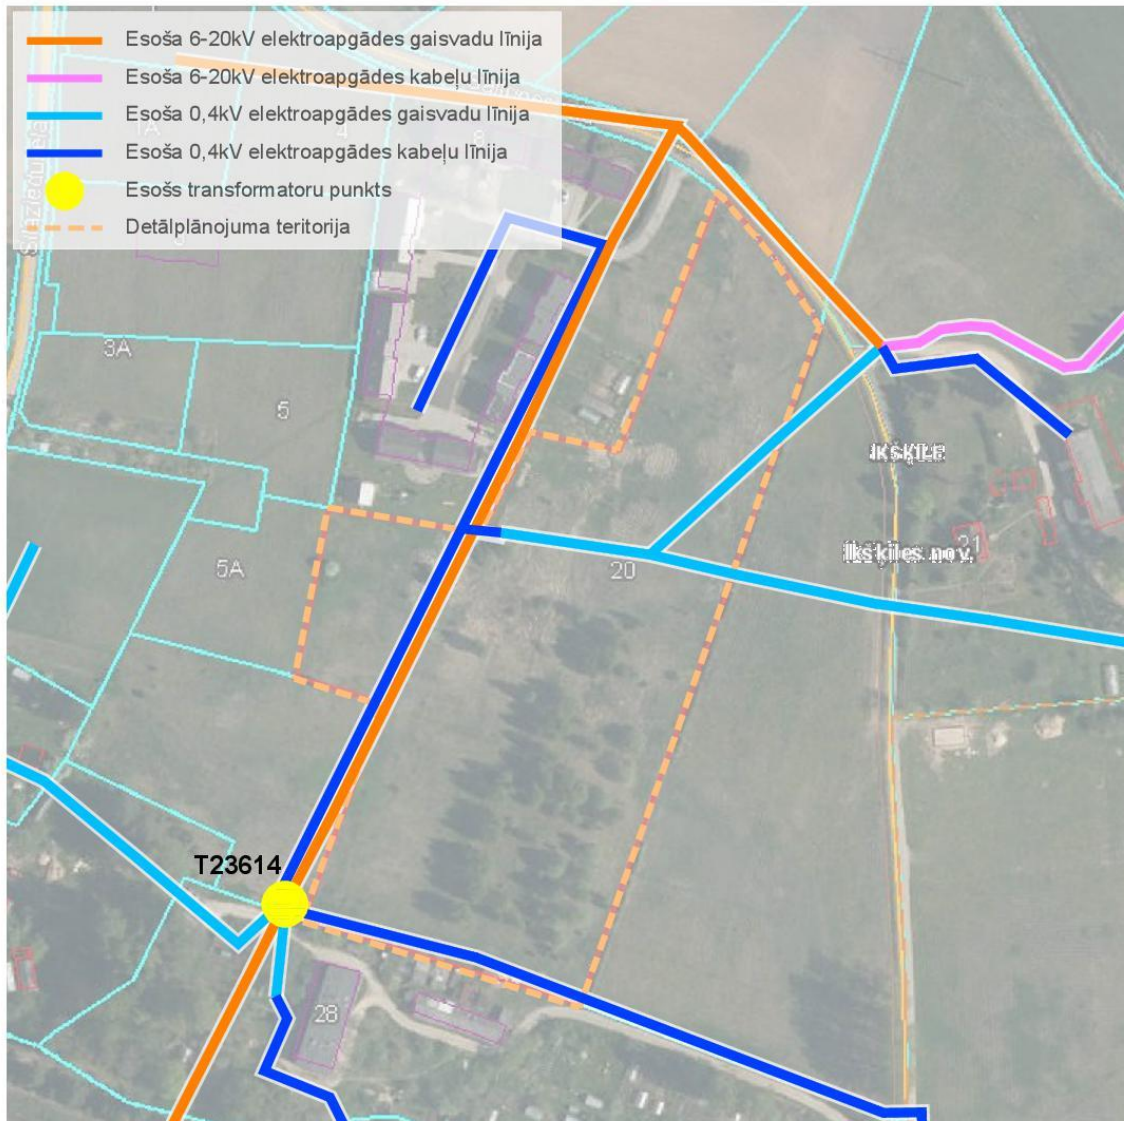 Esoša 6-20kV elektroapgādes gaisvadu līnija
Esoša 6-20kV elektroapgādes kabeļu līnija
Esoša 0,4kV elektroapgādes gaisvadu līnija
Esoša 0,4kV elektroapgādes kabeļu līnija
Esošs transformatoru punkts
Detālplānojuma teritorija
1A
4
3A
5
IKŠĶILE
Ikšķiles nov.
21
5A
20
T23614
28